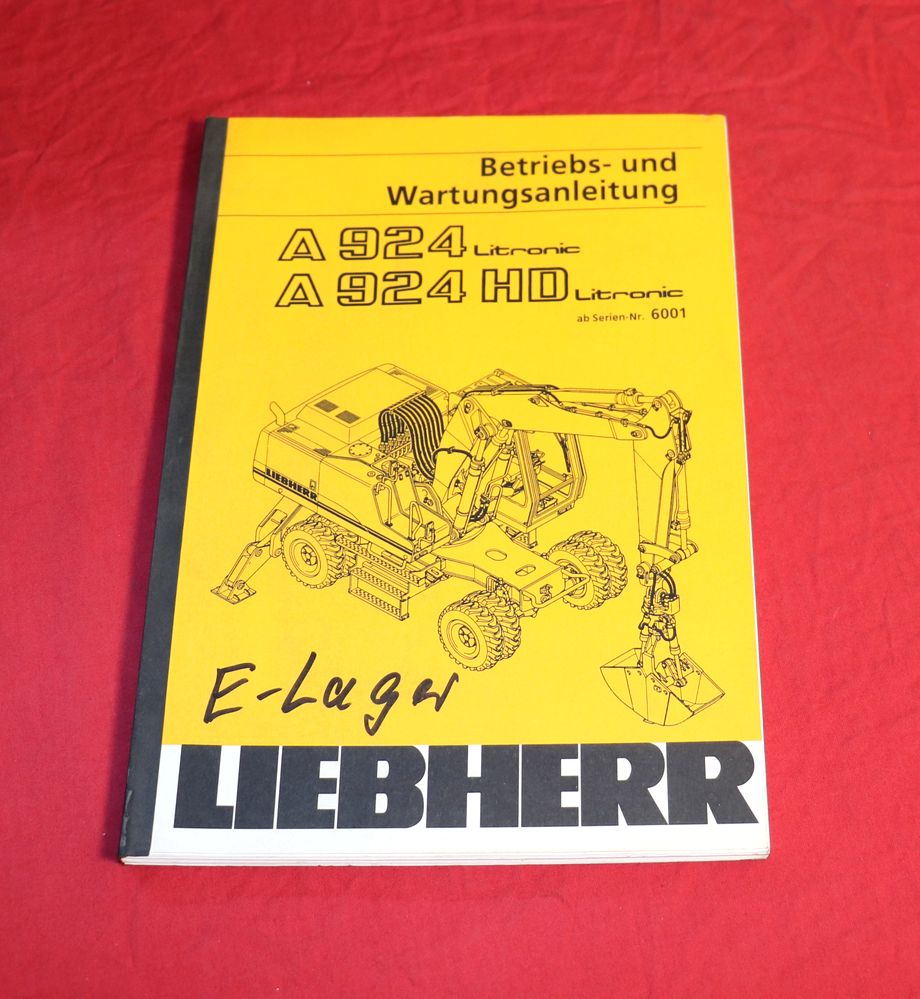 Betriebs- und
Wartungsanleitung
A 924 Litronic
A 924 HD Litronic
ab Serien-Nr. 6001
LIEBHERR
E-Lager
LIEBHERR